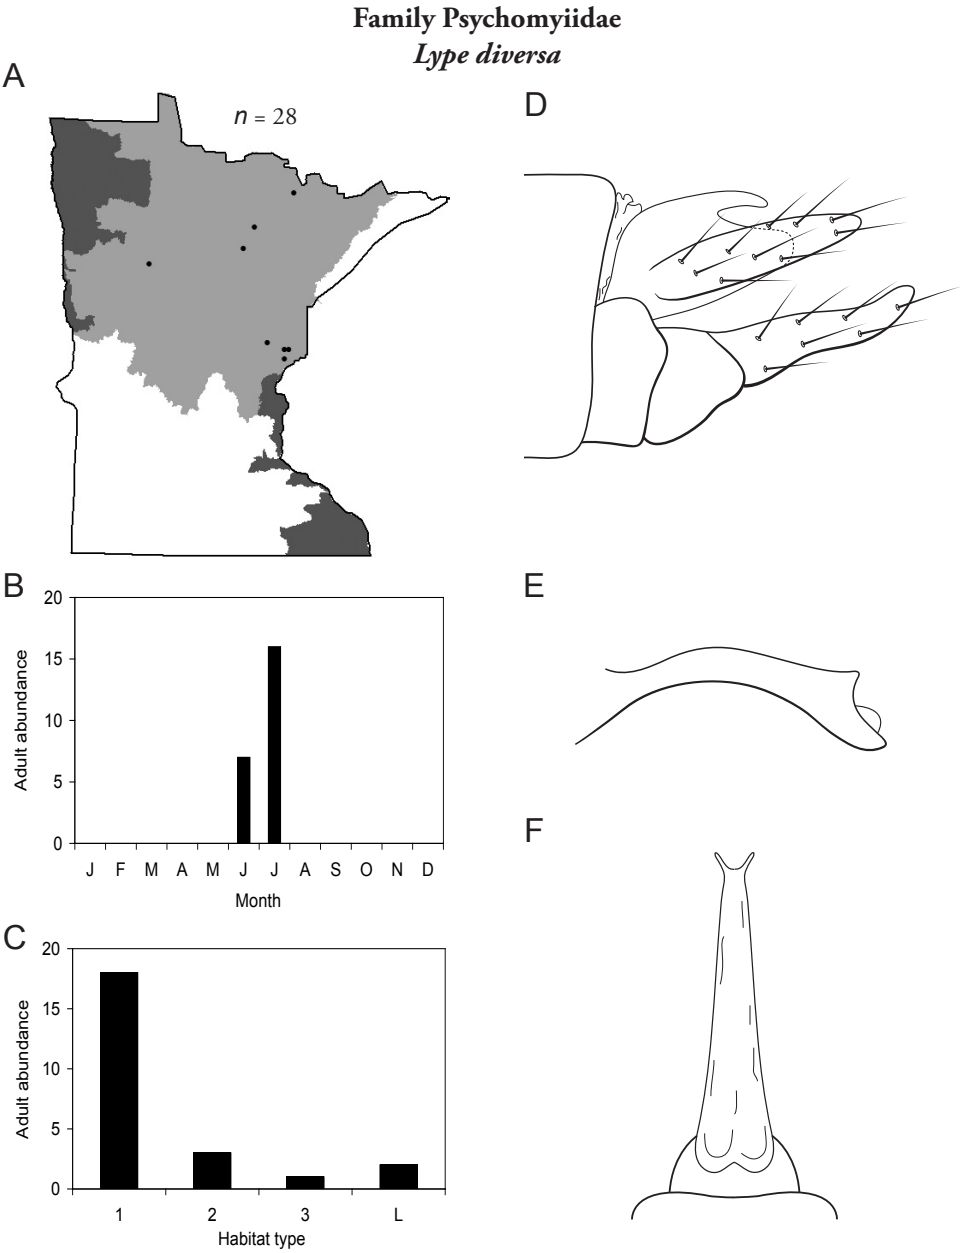 Family Psychomyiidae
Lype diversa
A
n = 28
B
20
15
10
5
0
Adult abundance
J F M A M J J A S O N D
Month
C
20
15
10
5
0
Adult abundance
1 2 3 L
Habitat type
D
E
F